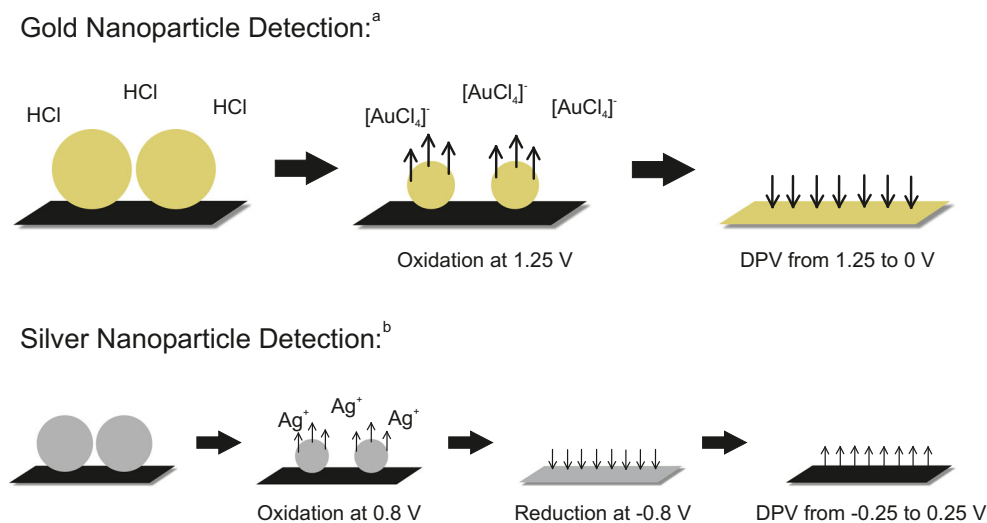 Gold Nanoparticle Detection:ᵃ
HCl HCl HCl
[AuCl₄]⁻ [AuCl₄]⁻ [AuCl₄]⁻
Oxidation at 1.25 V
DPV from 1.25 to 0 V
Silver Nanoparticle Detection:ᵇ
Ag⁺ Ag⁺ Ag⁺
Oxidation at 0.8 V
Reduction at -0.8 V
DPV from -0.25 to 0.25 V